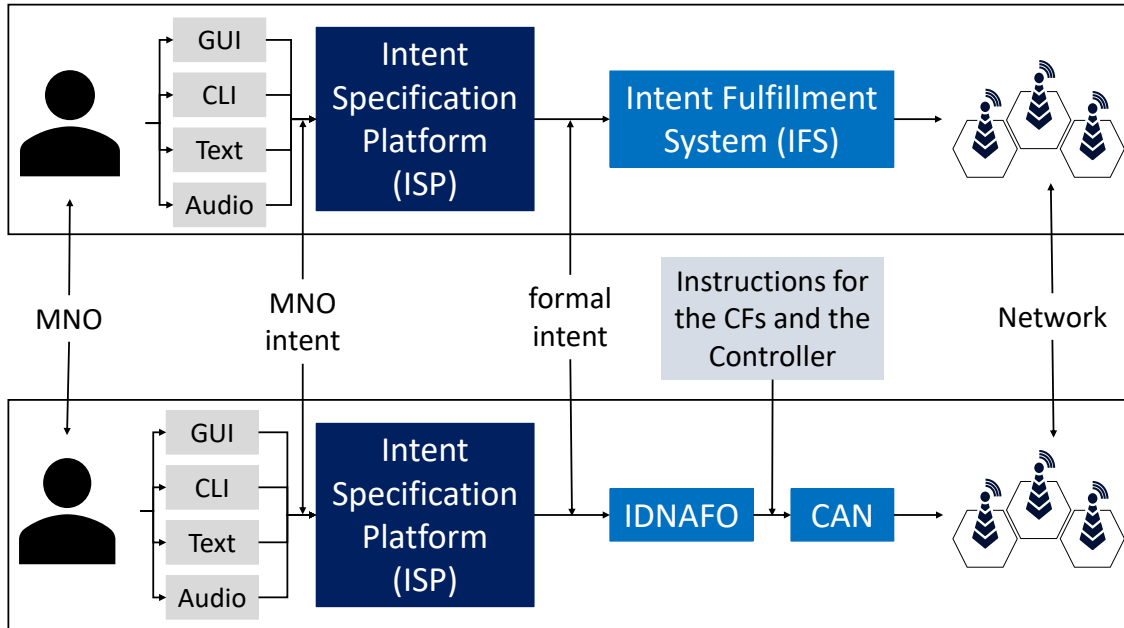 GUI
CLI
Text
Audio
Intent
Specification
Platform
(ISP)
Intent Fulfillment
System (IFS)
MNO
MNO
intent
formal
intent
Instructions for
the CFs and the
Controller
Network
GUI
CLI
Text
Audio
Intent
Specification
Platform
(ISP)
IDNAFO
CAN